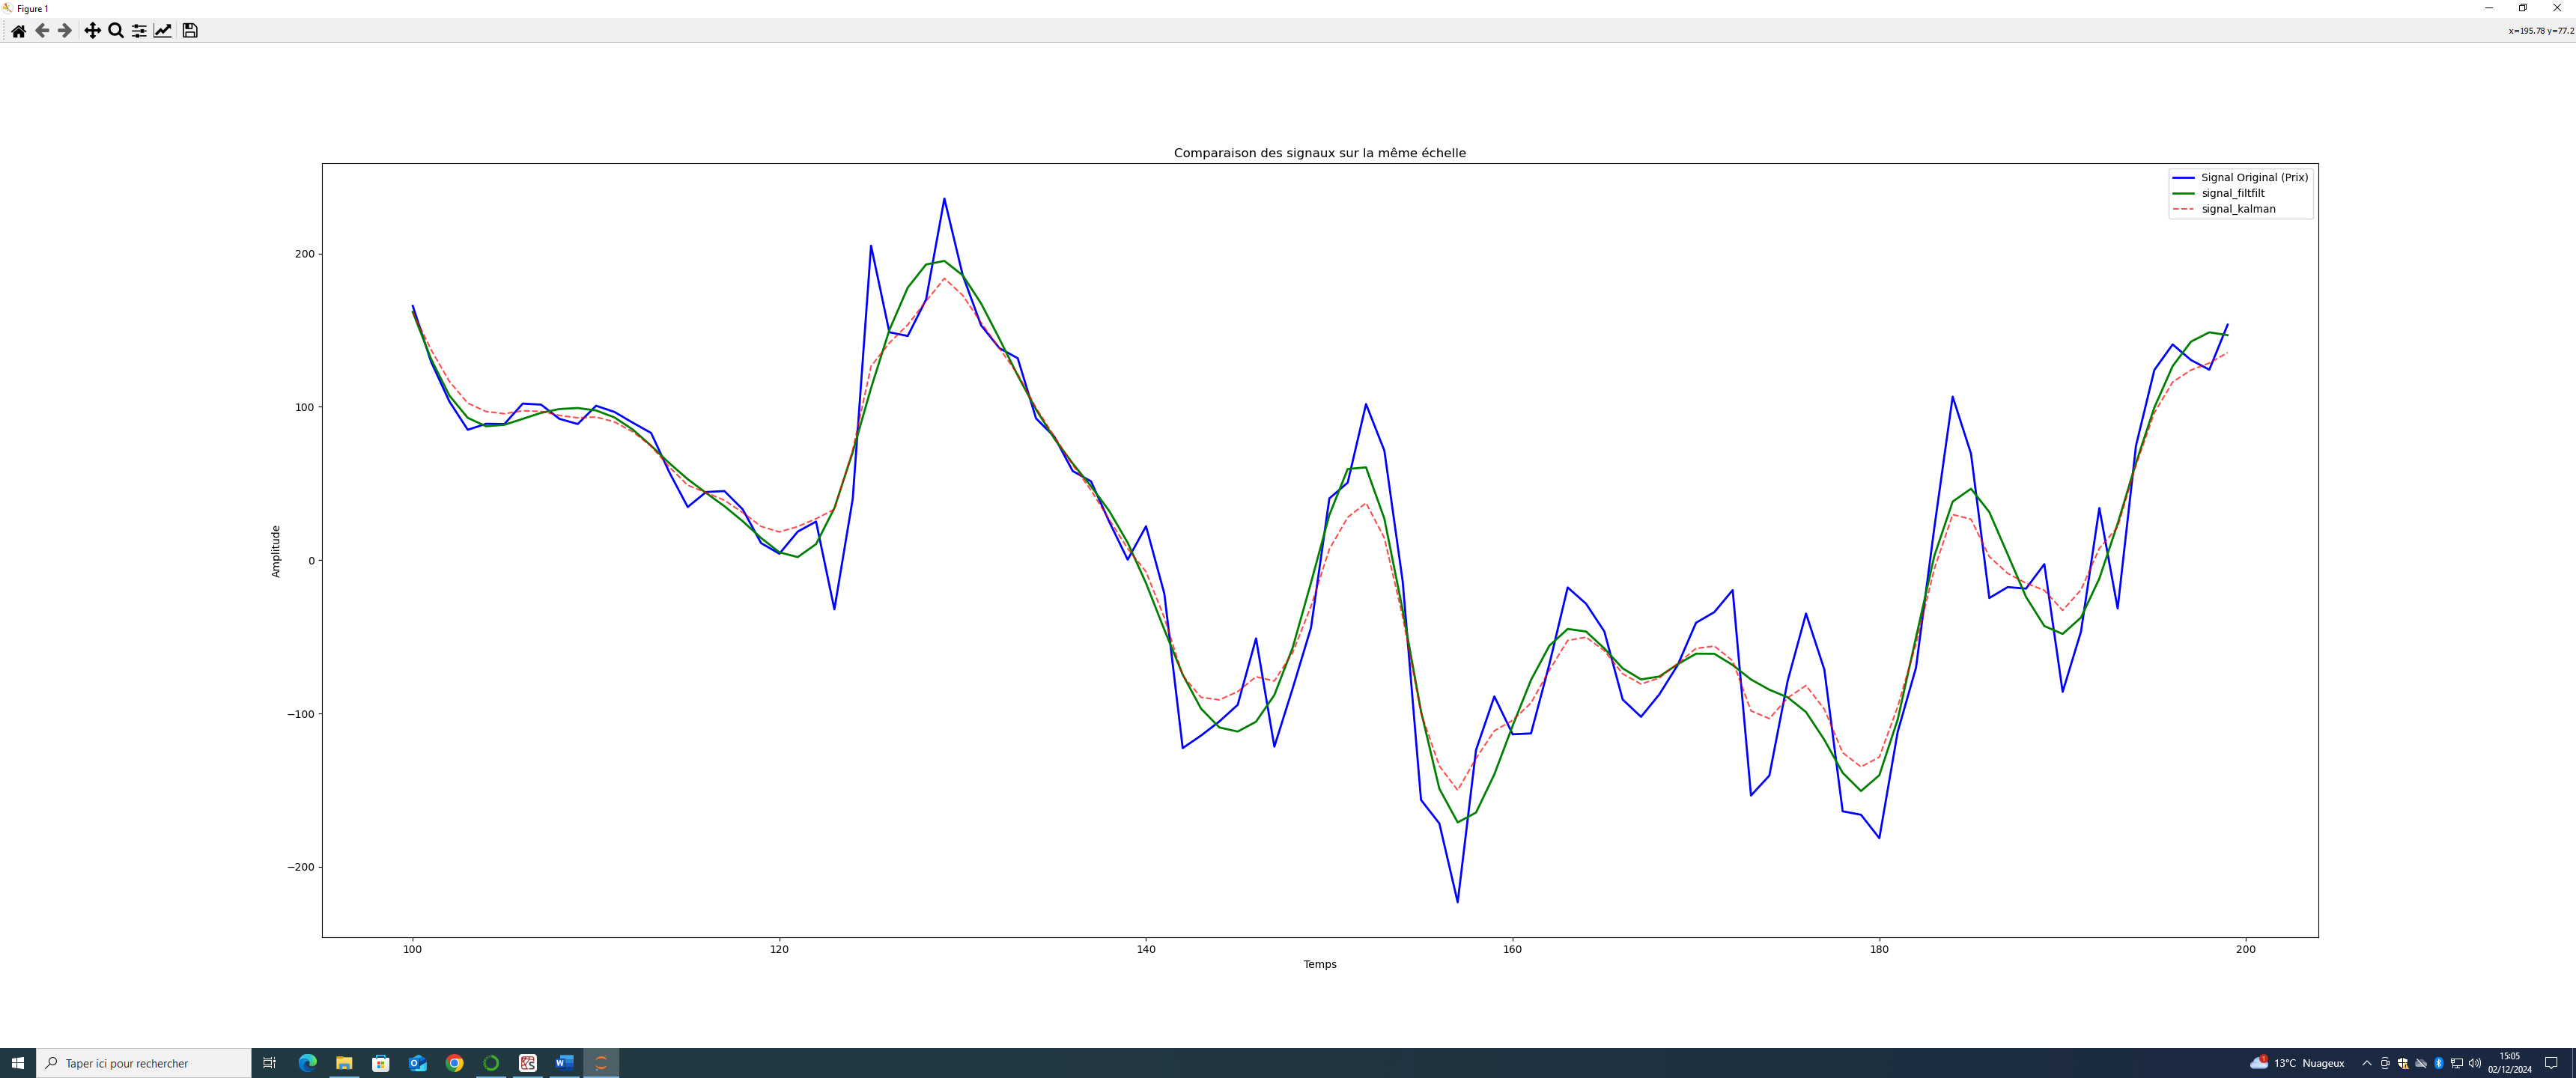 Figure 1
x=195.78 y=77.2
Comparaison des signaux sur la même échelle
Signal Original (Prix)
signal_filtfilt
signal_kalman
200
100
0
−100
−200
Amplitude
100 120 140 160 180 200
Temps
Taper ici pour rechercher
13°C Nuageux
15:05
02/12/2024